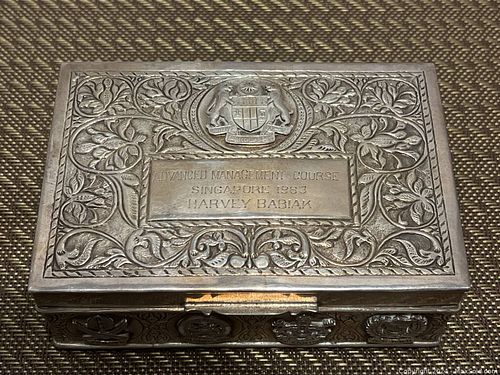 ADVANCED MANAGEMENT COURSE
SINGAPORE 1983
HARVEY BABIAK